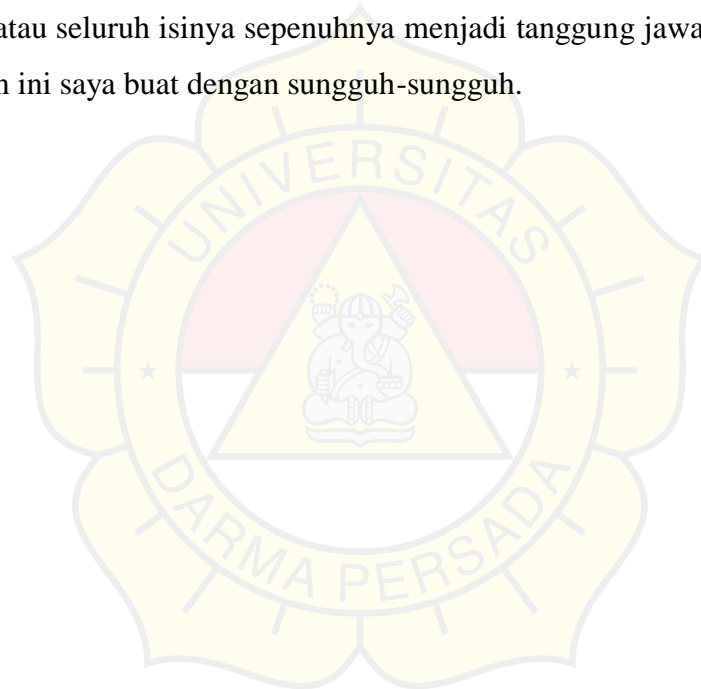 atau seluruh isinya sepenuhnya menjadi tanggung jawa
n ini saya buat dengan sungguh-sungguh.
UNIVERSITAS
DARMA PERSADA